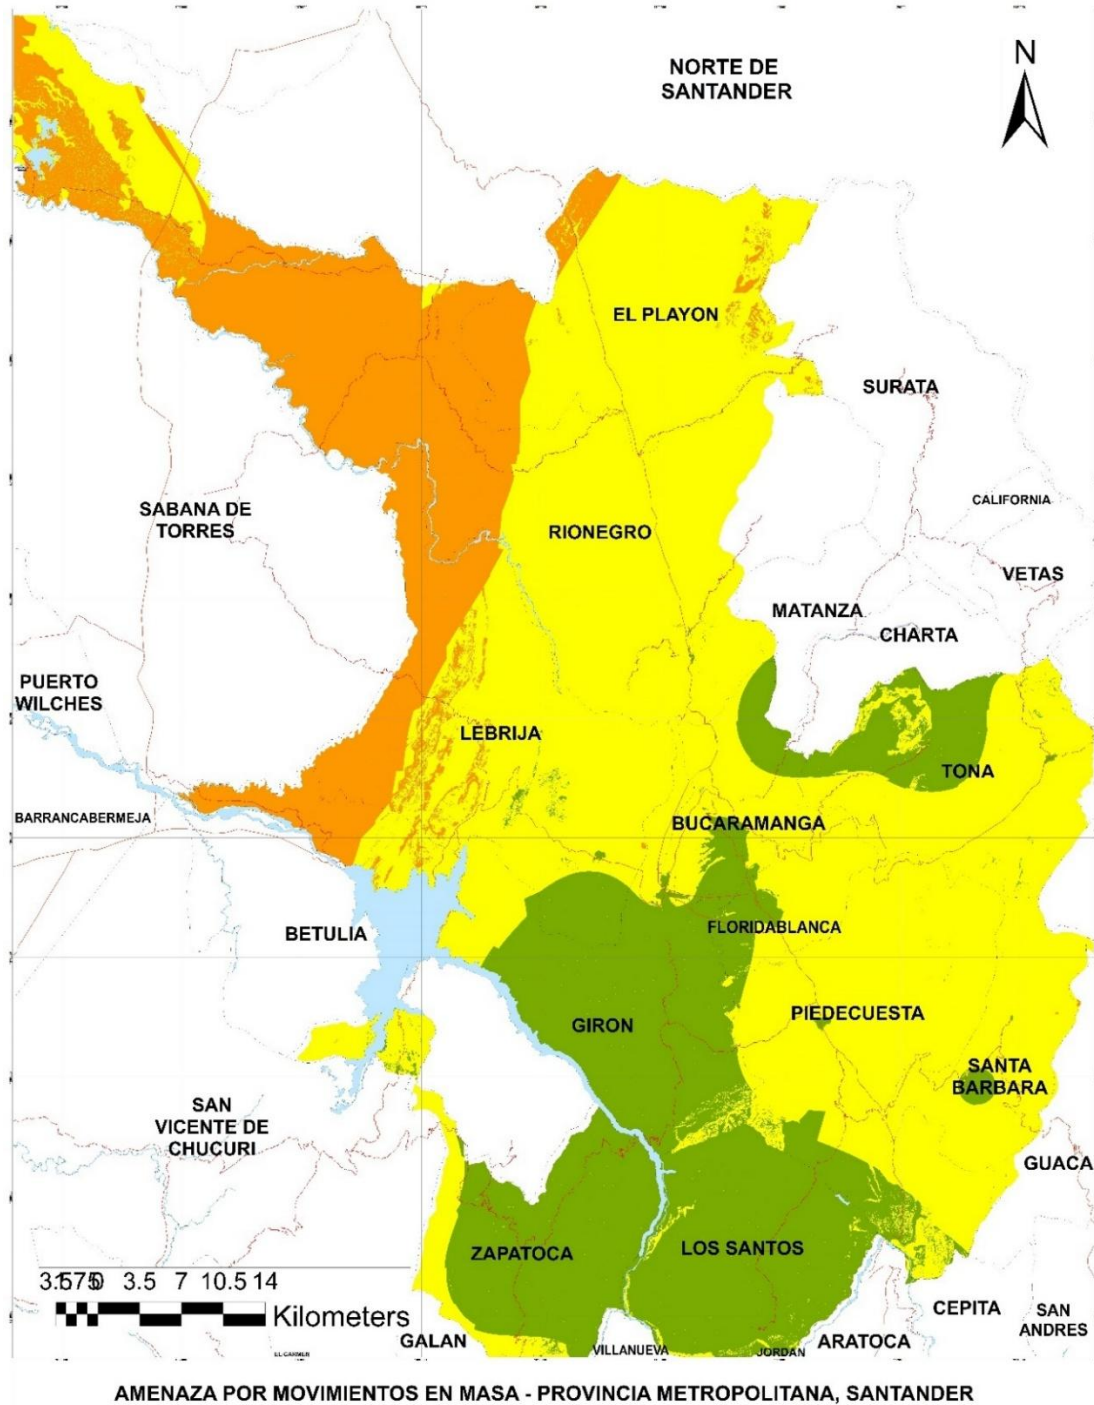 N
NORTE DE
SANTANDER
EL PLAYON
SURATA
CALIFORNIA
SABANA DE
TORRES
RIONEGRO
VETAS
MATANZA
CHARTA
PUERTO
WILCHES
LEBRIJA
TONA
BARRANCABERMEJA
BUCARAMANGA
BETULIA
FLORIDABLANCA
GIRON
PIEDECUESTA
SANTA
BARBARA
SAN
VICENTE DE
CHUCURI
GUACA
ZAPATOCA
LOS SANTOS
3.5 7 10.5 14
Kilometers
CEPITA
SAN
ANDRES
GALAN
VILLANUEVA
JORDAN
ARATOCA
EL CARMEN
AMENAZA POR MOVIMIENTOS EN MASA - PROVINCIA METROPOLITANA, SANTANDER